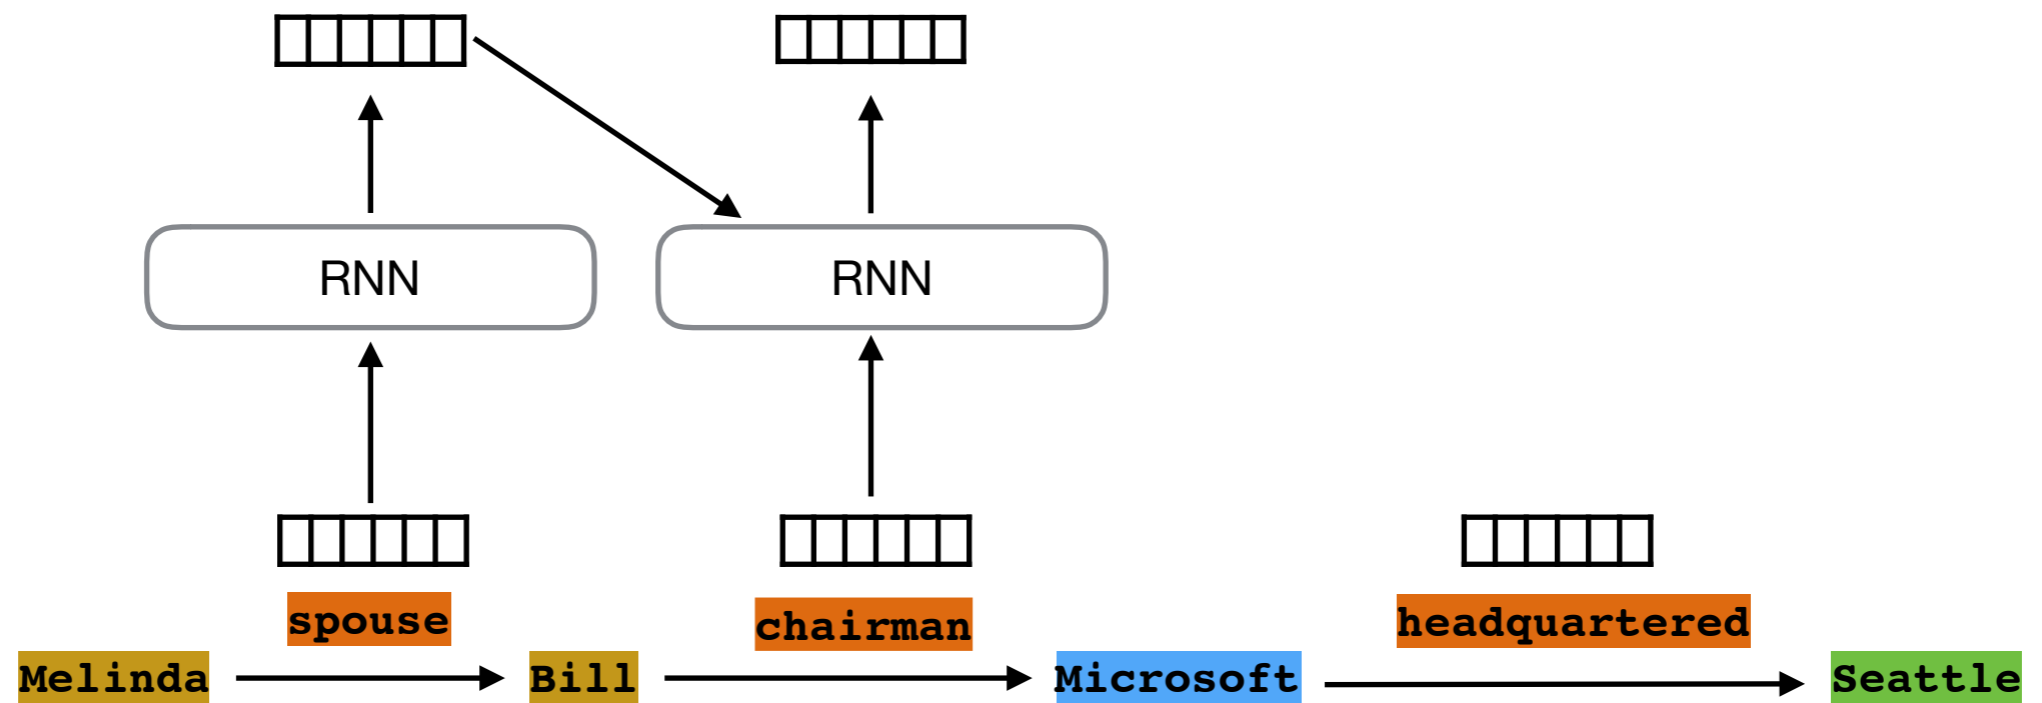 RNN RNN
spouse chairman headquartered
Melinda Bill Microsoft Seattle